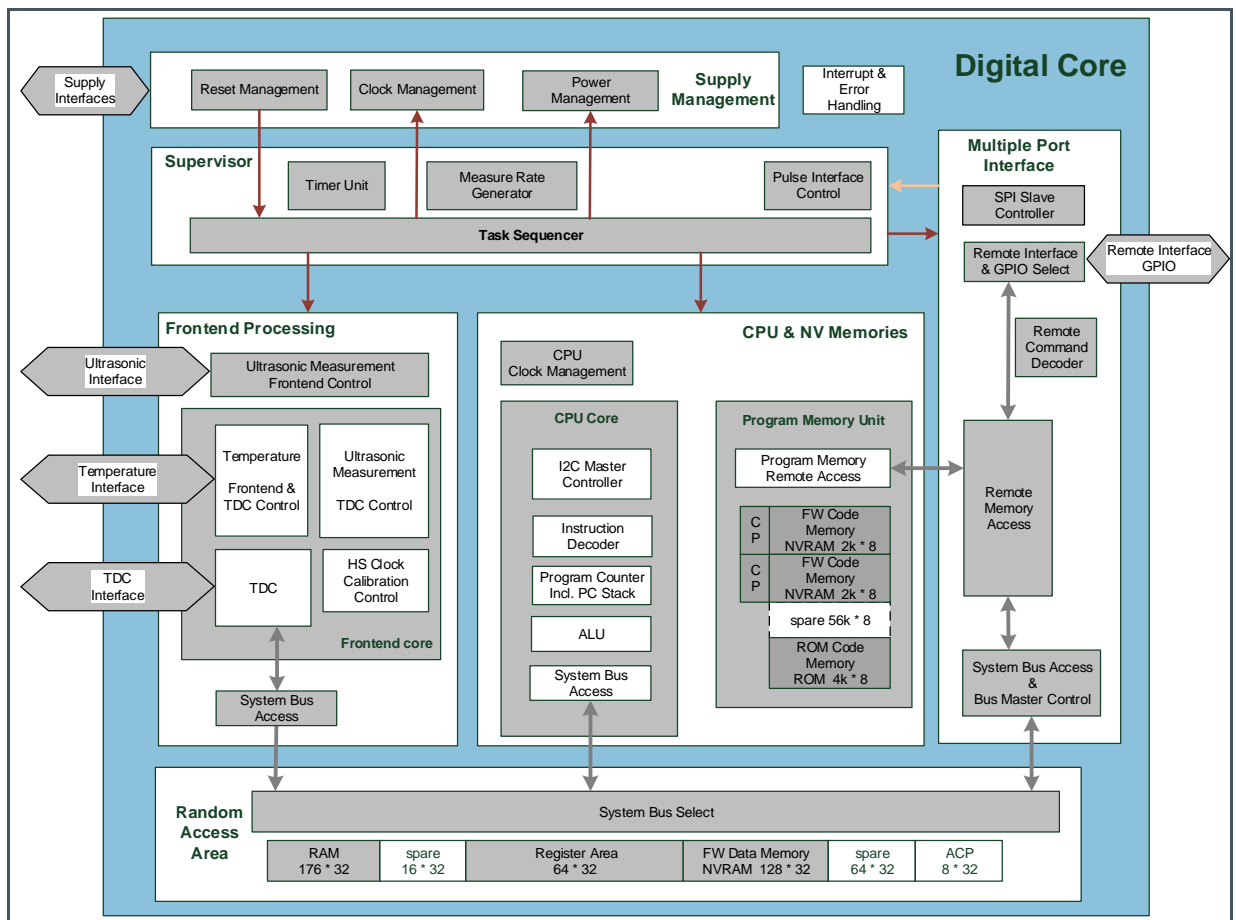 Digital Core
Supply
Interfaces
Reset Management
Clock Management
Power
Management
Supply
Management
Interrupt &
Error
Handling
Supervisor
Timer Unit
Measure Rate
Generator
Pulse Interface
Control
Task Sequencer
Multiple Port
Interface
SPI Slave
Controller
Remote Interface
& GPIO Select
Remote Interface
GPIO
Remote
Command
Decoder
Remote
Memory
Access
System Bus Access
&
Bus Master Control
Frontend Processing
Ultrasonic
Interface
Ultrasonic Measurement
Frontend Control
Temperature
Interface
Temperature
Frontend &
TDC Control
Ultrasonic
Measurement
TDC Control
TDC
Interface
TDC
HS Clock
Calibration
Control
Frontend core
System Bus
Access
CPU & NV Memories
CPU
Clock Management
CPU Core
I2C Master
Controller
Instruction
Decoder
Program Counter
Incl. PC Stack
ALU
System Bus
Access
Program Memory Unit
Program Memory
Remote Access
C
P
FW Code
Memory
NVRAM 2k * 8
C
P
FW Code
Memory
NVRAM 2k * 8
spare 56k * 8
ROM Code
Memory
ROM 4k * 8
Random
Access
Area
System Bus Select
RAM
176 * 32
spare
16 * 32
Register Area
64 * 32
FW Data Memory
NVRAM 128 * 32
spare
64 * 32
ACP
8 * 32